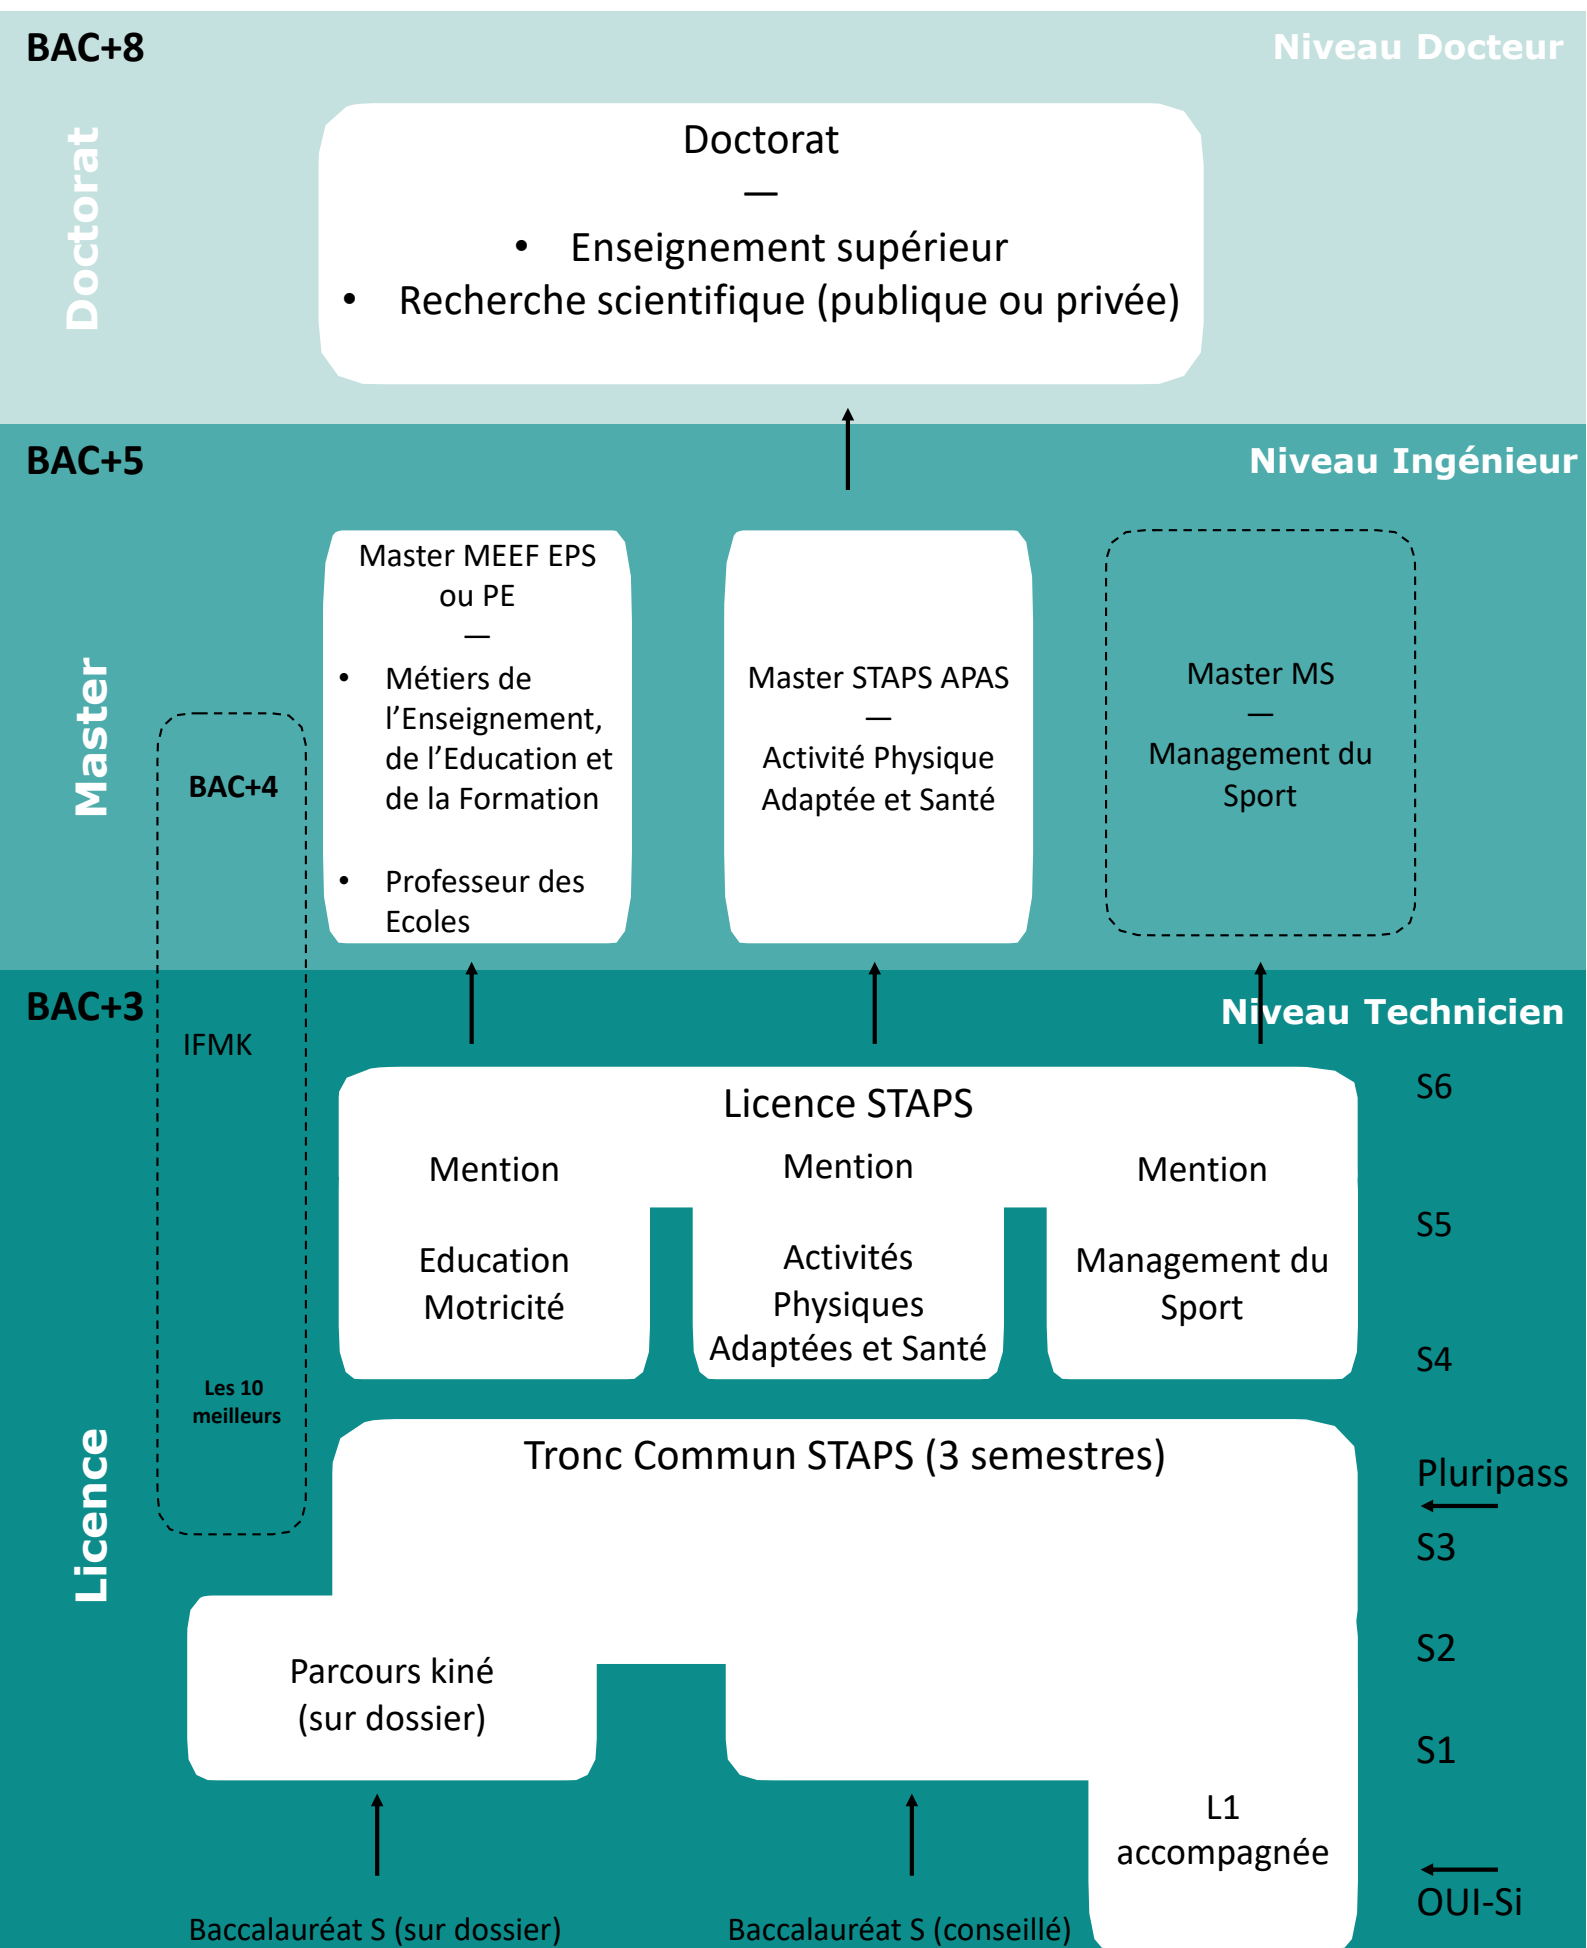 BAC+8
Niveau Docteur
Doctorat
Doctorat
—
• Enseignement supérieur
• Recherche scientifique (publique ou privée)
BAC+5
Niveau Ingénieur
Master
Master MEEF EPS
ou PE
—
• Métiers de
l’Enseignement,
de l’Education et
de la Formation
• Professeur des
Ecoles
Master STAPS APAS
—
Activité Physique
Adaptée et Santé
Master MS
—
Management du
Sport
BAC+4
IFMK
Les 10
meilleurs
BAC+3
Niveau Technicien
Licence
Licence STAPS
Mention
Education
Motricité
Mention
Activités
Physiques
Adaptées et Santé
Mention
Management du
Sport
S6
S5
S4
Tronc Commun STAPS (3 semestres)
Pluripass
S3
S2
S1
Parcours kiné
(sur dossier)
L1
accompagnée
OUI-Si
Baccalauréat S (sur dossier)
Baccalauréat S (conseillé)